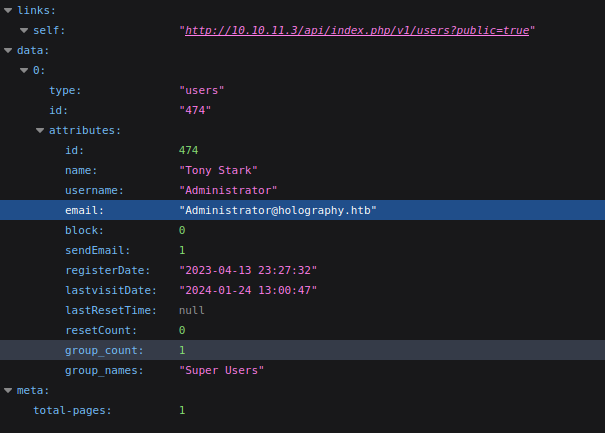 links:
self: "http://10.10.11.3/api/index.php/v1/users?public=true"
data:
0:
type: "users"
id: "474"
attributes:
id: 474
name: "Tony Stark"
username: "Administrator"
email: "Administrator@holography.htb"
block: 0
sendEmail: 1
registerDate: "2023-04-13 23:27:32"
lastvisitDate: "2024-01-24 13:00:47"
lastResetTime: null
resetCount: 0
group_count: 1
group_names: "Super Users"
meta:
total-pages: 1